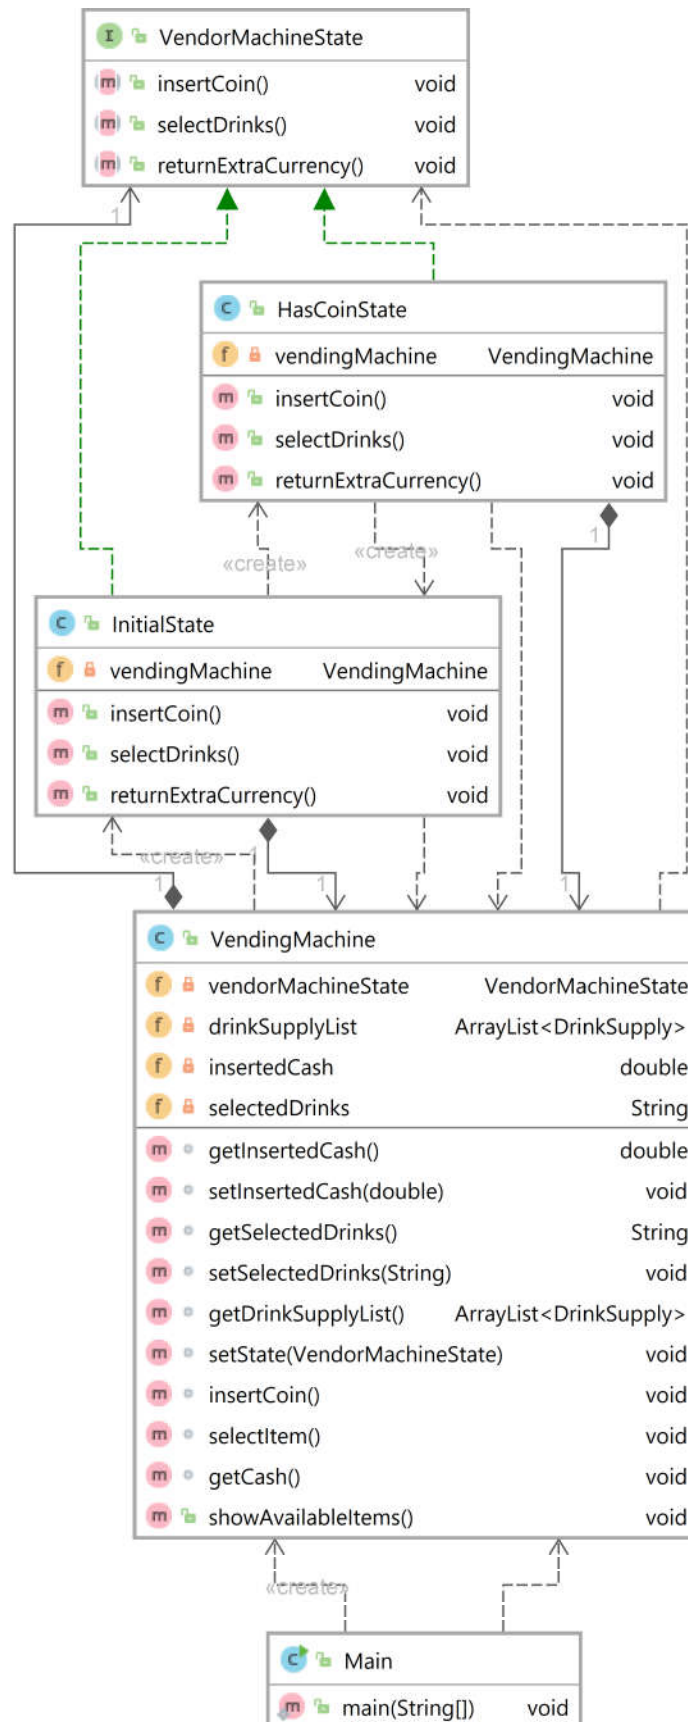 I VendorMachineState
m insertCoin() void
m selectDrinks() void
m returnExtraCurrency() void
1
C HasCoinState
f vendingMachine VendingMachine
m insertCoin() void
m selectDrinks() void
m returnExtraCurrency() void
1
«create»
«create»
C InitialState
f vendingMachine VendingMachine
m insertCoin() void
m selectDrinks() void
m returnExtraCurrency() void
«create»
1
1
1
1
C VendingMachine
f vendorMachineState VendorMachineState
f drinkSupplyList ArrayList<DrinkSupply>
f insertedCash double
f selectedDrinks String
m getInsertedCash() double
m setInsertedCash(double) void
m getSelectedDrinks() String
m setSelectedDrinks(String) void
m getDrinkSupplyList() ArrayList<DrinkSupply>
m setState(VendorMachineState) void
m insertCoin() void
m selectItem() void
m getCash() void
m showAvailableItems() void
«create»
C Main
m main(String[]) void